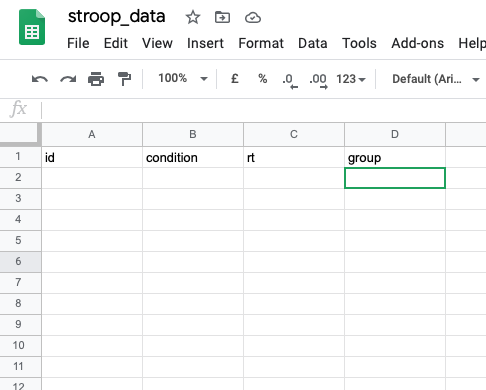 stroop_data
File Edit View Insert Format Data Tools Add-ons Help
100% £ % .0 .00 123 Default (Ari...
fx
A B C D
1 id condition rt group
2
3
4
5
6
7
8
9
10
11
12